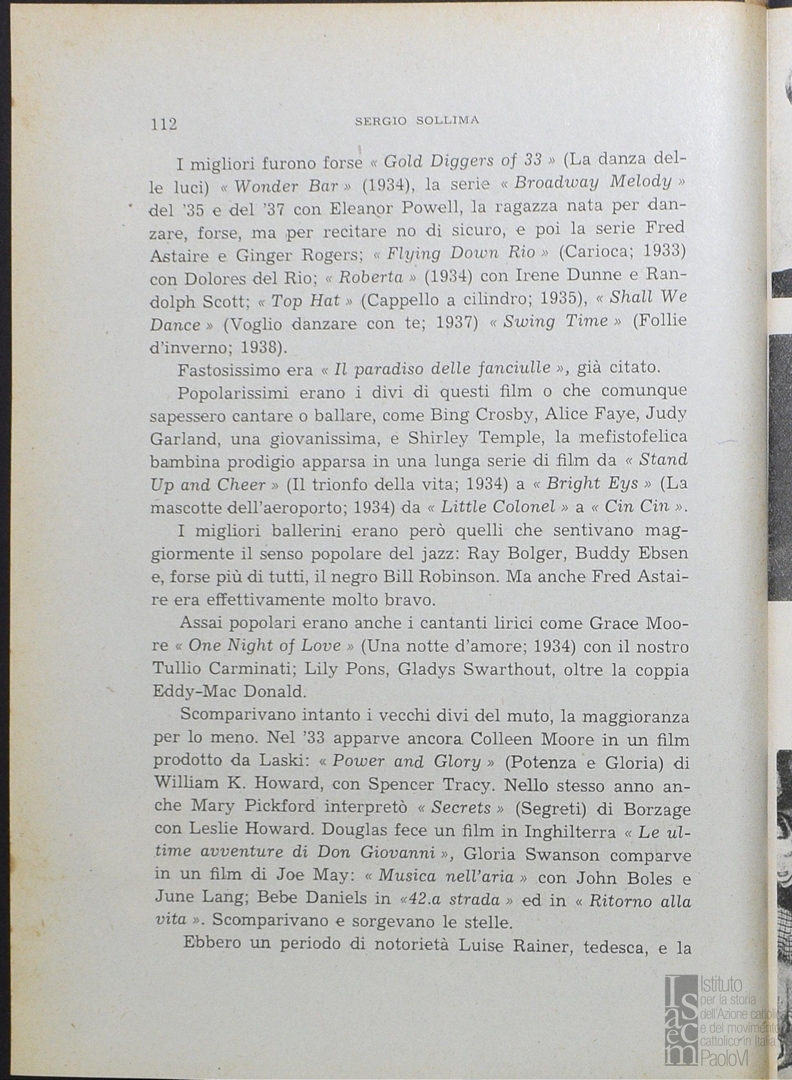 112
SERGIO SOLLIMA
I migliori furono forse « Gold Diggers of 33 » (La danza del-
le luci) « Wonder Bar » (1934), la serie « Broadway Melody »
del '35 e del '37 con Eleanor Powell, la ragazza nata per dan-
zare, forse, ma per recitare no di sicuro, e poi la serie Fred
Astaire e Ginger Rogers; « Flying Down Rio » (Carioca; 1933)
con Dolores del Rio; « Roberta » (1934) con Irene Dunne e Ran-
dolph Scott; « Top Hat » (Cappello a cilindro; 1935), « Shall We
Dance » (Voglio danzare con te; 1937) « Swing Time » (Follie
d'inverno; 1938).
Fastosissimo era « Il paradiso delle fanciulle », già citato.
Popolarissimi erano i divi di questi film o che comunque
sapessero cantare o ballare, come Bing Crosby, Alice Faye, Judy
Garland, una giovanissima, e Shirley Temple, la mefistofelica
bambina prodigio apparsa in una lunga serie di film da « Stand
Up and Cheer » (Il trionfo della vita; 1934) a « Bright Eys » (La
mascotte dell'aeroporto; 1934) da « Little Colonel » a « Cin Cin ».
I migliori ballerini erano però quelli che sentivano mag-
giormente il senso popolare del jazz: Ray Bolger, Buddy Ebsen
e, forse più di tutti, il negro Bill Robinson. Ma anche Fred Astai-
re era effettivamente molto bravo.
Assai popolari erano anche i cantanti lirici come Grace Moo-
re « One Night of Love » (Una notte d'amore; 1934) con il nostro
Tullio Carminati; Lily Pons, Gladys Swarthout, oltre la coppia
Eddy-Mac Donald.
Scomparivano intanto i vecchi divi del muto, la maggioranza
per lo meno. Nel '33 apparve ancora Colleen Moore in un film
prodotto da Laski: « Power and Glory » (Potenza e Gloria) di
William K. Howard, con Spencer Tracy. Nello stesso anno an-
che Mary Pickford interpretò « Secrets » (Segreti) di Borzage
con Leslie Howard. Douglas fece un film in Inghilterra « Le ul-
time avventure di Don Giovanni », Gloria Swanson comparve
in un film di Joe May: « Musica nell'aria » con John Boles e
June Lang; Bebe Daniels in «42.a strada » ed in « Ritorno alla
vita ». Scomparivano e sorgevano le stelle.
Ebbero un periodo di notorietà Luise Rainer, tedesca, e la
Isacem
Istituto
per la storia
dell'Azione cattolica
e del movimento
cattolico in Italia
PaoloVI